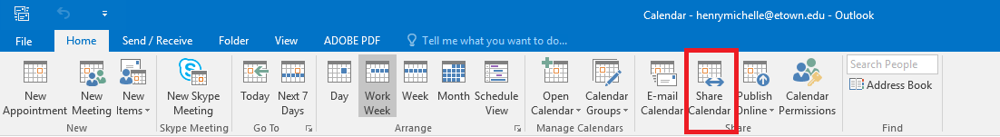 Calendar - henrymichelle@etown.edu - Outlook
File Home Send / Receive Folder View ADOBE PDF Tell me what you want to do...
New Appointment
New Meeting
New Items
New Skype Meeting
Today
Next 7 Days
Day
Work Week
Week
Month
Schedule View
Open Calendar
Calendar Groups
E-mail Calendar
Share Calendar
Publish Online
Calendar Permissions
Search People
Address Book
New Skype Meeting Go To Arrange Manage Calendars Share Find